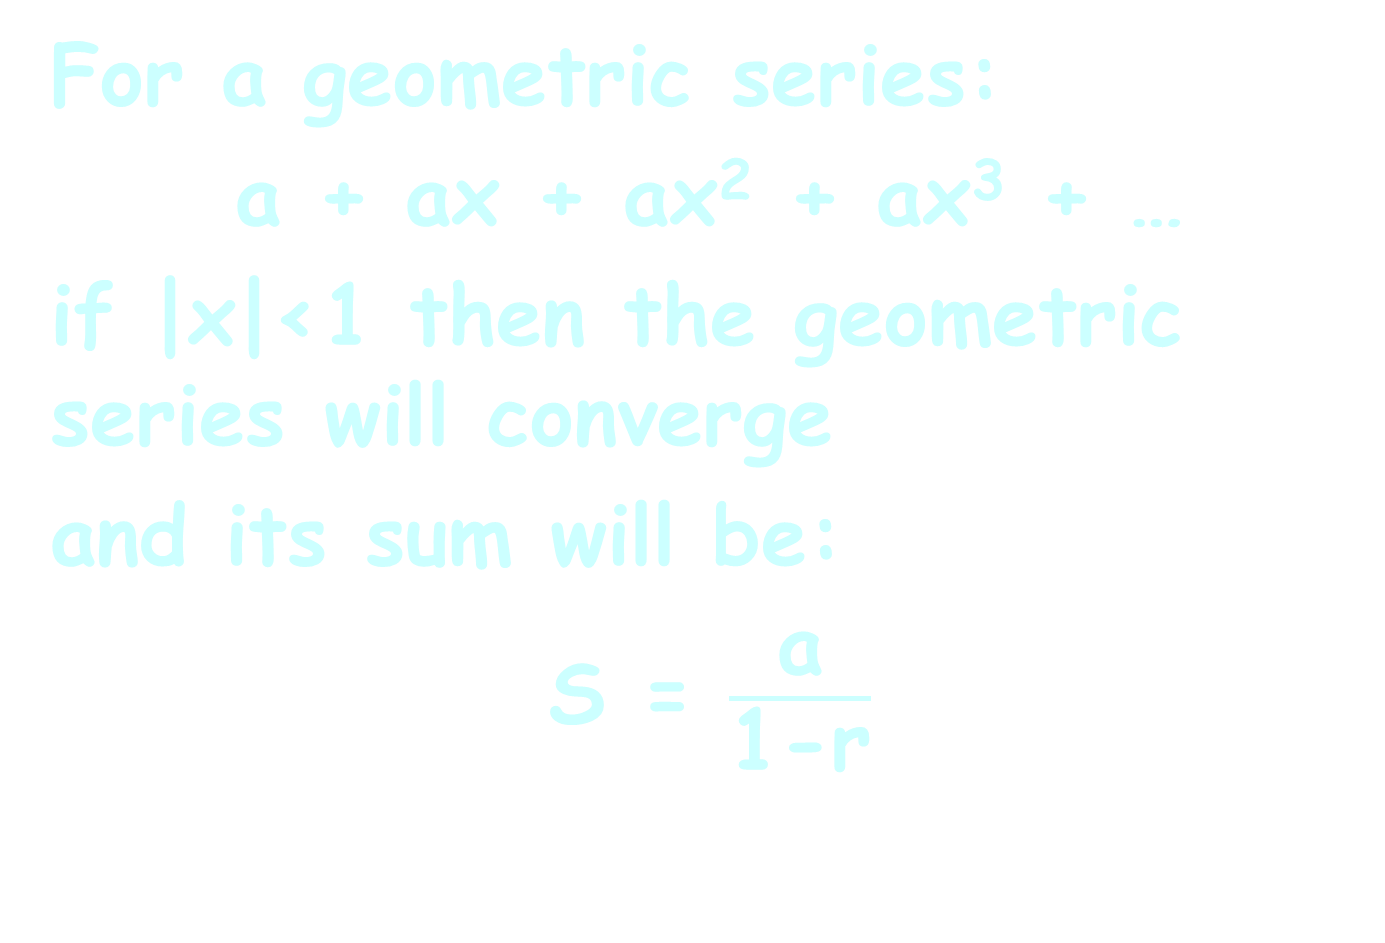 For a geometric series:
a + ax + ax² + ax³ + …
if |x|<1 then the geometric
series will converge
and its sum will be:
S = a
1-r